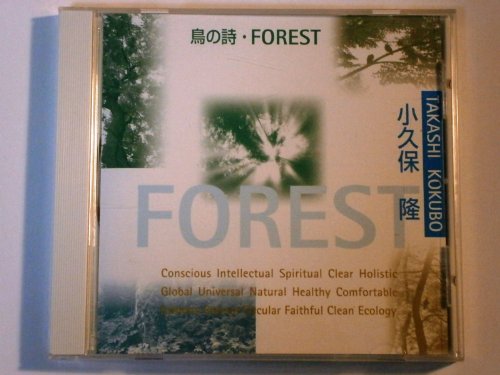 鳥の詩・FOREST
TAKASHI KOKUBO
小久保 隆
FOREST
Conscious Intellectual Spiritual Clear Holistic
Global Universal Natural Healthy Comfortable
Circular Faithful Clean Ecology